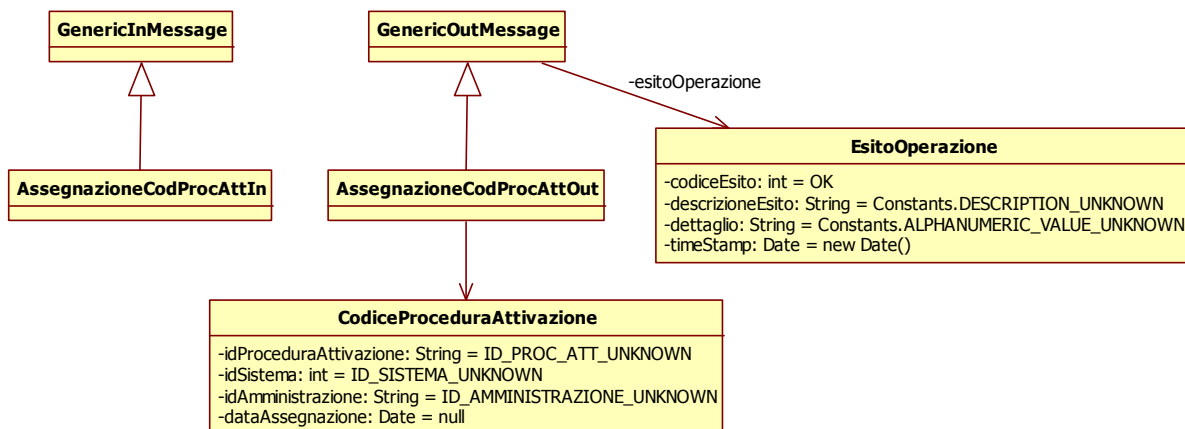 GenericInMessage
GenericOutMessage
-esitoOperazione
EsitoOperazione
-codiceEsito: int = OK
-descrizioneEsito: String = Constants.DESCRIPTION_UNKNOWN
-dettaglio: String = Constants.ALPHANUMERIC_VALUE_UNKNOWN
-timeStamp: Date = new Date()
AssegnazioneCodProcAttIn
AssegnazioneCodProcAttOut
CodiceProceduraAttivazione
-idProceduraAttivazione: String = ID_PROC_ATT_UNKNOWN
-idSistema: int = ID_SISTEMA_UNKNOWN
-idAmministrazione: String = ID_AMMINISTRAZIONE_UNKNOWN
-dataAssegnazione: Date = null